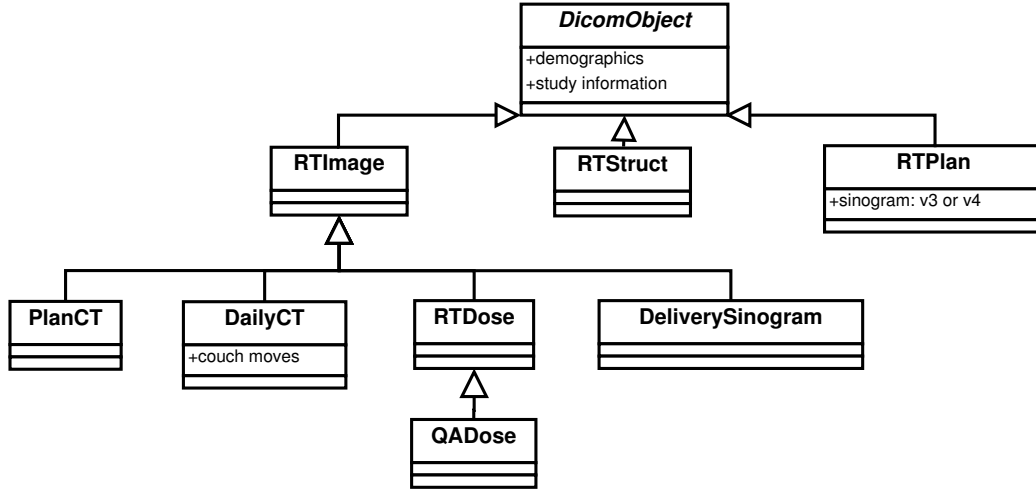 DicomObject
+demographics
+study information
RTImage
RTStruct
RTPlan
+sinogram: v3 or v4
PlanCT
DailyCT
+couch moves
RTDose
DeliverySinogram
QADose